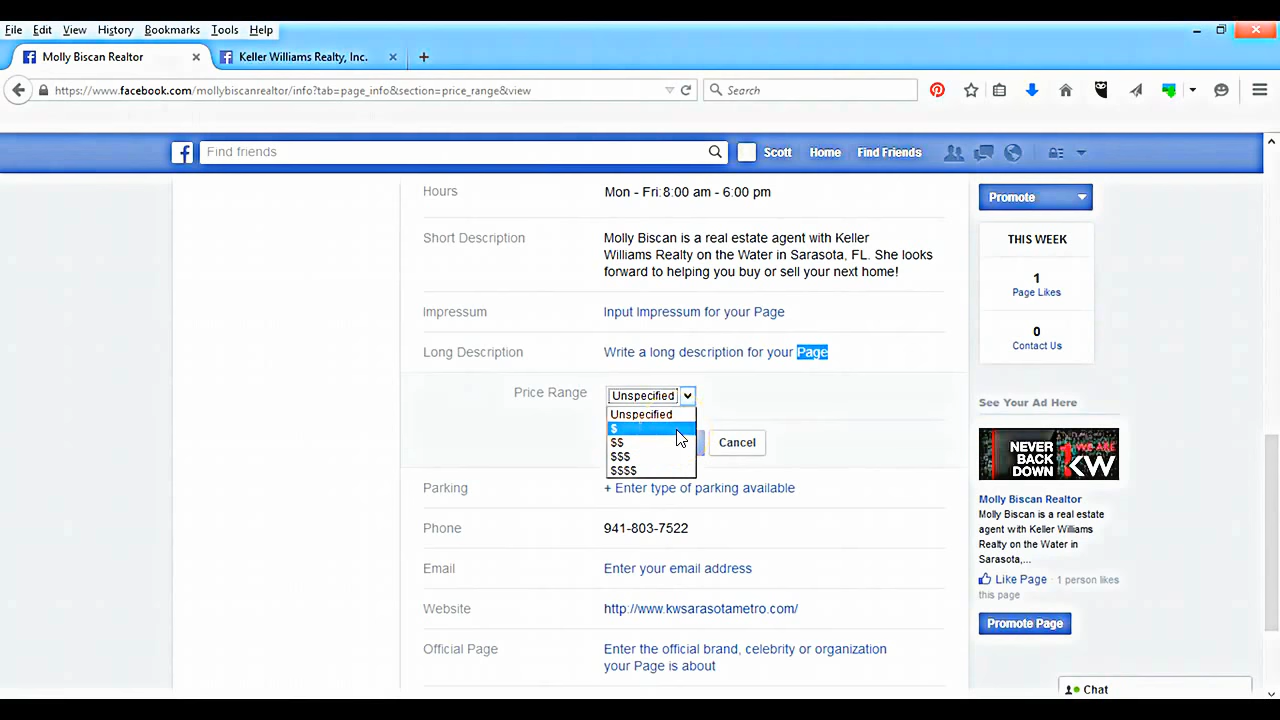 File Edit View History Bookmarks Tools Help
Molly Biscan Realtor
Keller Williams Realty, Inc.
https://www.facebook.com/mollybiscanrealtor/info?tab=page_info&section=price_range&view
Search
Find friends
Scott Home Find Friends
Hours
Mon - Fri:8:00 am - 6:00 pm
Short Description
Molly Biscan is a real estate agent with Keller
Williams Realty on the Water in Sarasota, FL. She looks
forward to helping you buy or sell your next home!
Impressum
Input Impressum for your Page
Long Description
Write a long description for your Page
Price Range
Unspecified
Unspecified
$
$$
$$$
$$$$
Cancel
Parking
+ Enter type of parking available
Phone
941-803-7522
Email
Enter your email address
Website
http://www.kwsarasotametro.com/
Official Page
Enter the official brand, celebrity or organization
your Page is about
Promote
THIS WEEK
1
Page Likes
0
Contact Us
See Your Ad Here
NEVER
BACK
DOWN
WE ARE
KW
Molly Biscan Realtor
Molly Biscan is a real estate
agent with Keller Williams
Realty on the Water in
Sarasota,...
Like Page · 1 person likes
this page
Promote Page
Chat